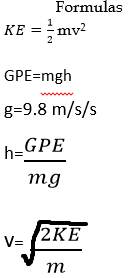 Formulas
KE = 1/2 mv²
GPE=mgh
g=9.8 m/s/s
h=GPE/mg
v=√2KE/m